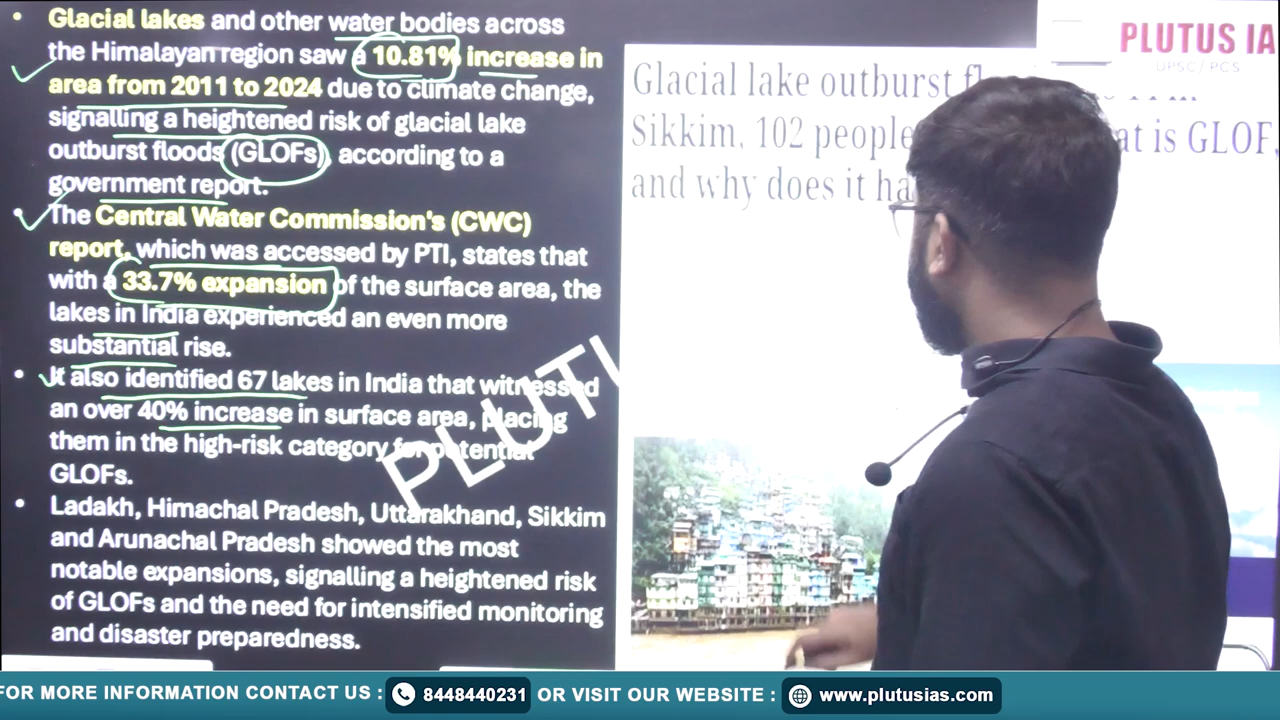 Glacial lakes and other water bodies across
the Himalayan region saw a 10.81% increase in
area from 2011 to 2024 due to climate change,
signalling a heightened risk of glacial lake
outburst floods (GLOFs), according to a
government report.
The Central Water Commission's (CWC)
report, which was accessed by PTI, states that
with a 33.7% expansion of the surface area, the
lakes in India experienced an even more
substantial rise.
It also identified 67 lakes in India that witnessed
an over 40% increase in surface area, placing
them in the high-risk category for potential
GLOFs.
Ladakh, Himachal Pradesh, Uttarakhand, Sikkim
and Arunachal Pradesh showed the most
notable expansions, signalling a heightened risk
of GLOFs and the need for intensified monitoring
and disaster preparedness.
PLUTUS IA
UPSC/ PCS
Glacial lake outburst
Sikkim, 102 people at is GLOF,
and why does it ha
PLUTU
FOR MORE INFORMATION CONTACT US : 8448440231 OR VISIT OUR WEBSITE : www.plutusias.com